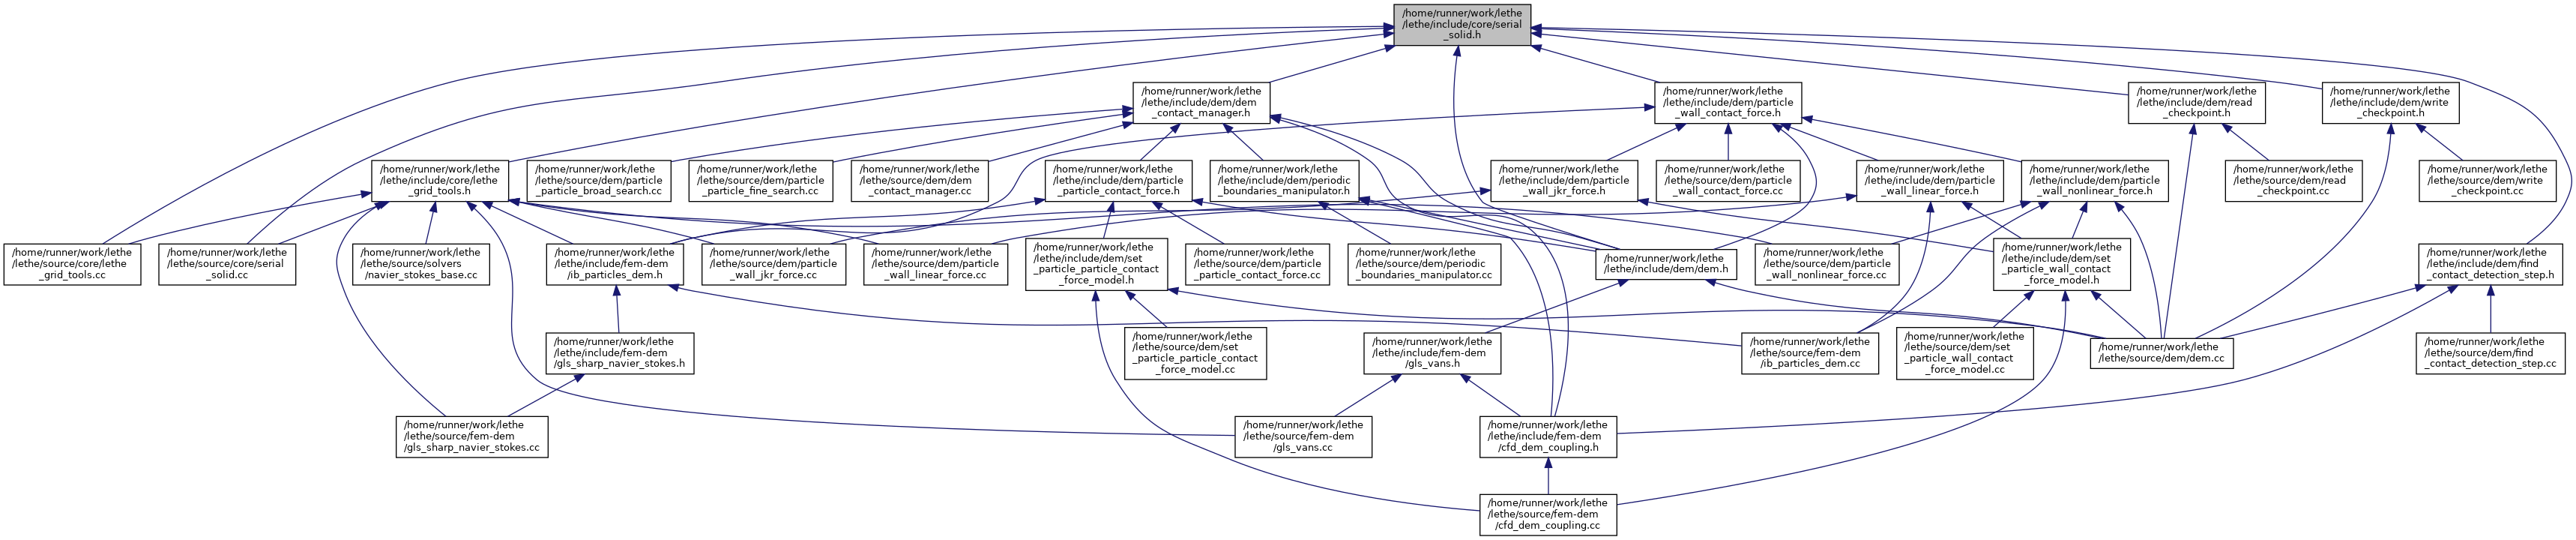 /home/runner/work/lethe
/lethe/include/core/serial
_solid.h
/home/runner/work/lethe
/lethe/include/dem/dem
_contact_manager.h
/home/runner/work/lethe
/lethe/include/dem/particle
_wall_contact_force.h
/home/runner/work/lethe
/lethe/include/dem/read
_checkpoint.h
/home/runner/work/lethe
/lethe/include/dem/write
_checkpoint.h
/home/runner/work/lethe
/lethe/include/core/lethe
_grid_tools.h
/home/runner/work/lethe
/lethe/source/dem/particle
_particle_broad_search.cc
/home/runner/work/lethe
/lethe/source/dem/particle
_particle_fine_search.cc
/home/runner/work/lethe
/lethe/source/dem/dem
_contact_manager.cc
/home/runner/work/lethe
/lethe/include/dem/particle
_particle_contact_force.h
/home/runner/work/lethe
/lethe/include/dem/periodic
_boundaries_manipulator.h
/home/runner/work/lethe
/lethe/include/dem/particle
_wall_jkr_force.h
/home/runner/work/lethe
/lethe/source/dem/particle
_wall_contact_force.cc
/home/runner/work/lethe
/lethe/include/dem/particle
_wall_linear_force.h
/home/runner/work/lethe
/lethe/include/dem/particle
_wall_nonlinear_force.h
/home/runner/work/lethe
/lethe/source/dem/read
_checkpoint.cc
/home/runner/work/lethe
/lethe/source/dem/write
_checkpoint.cc
/home/runner/work/lethe
/lethe/source/core/lethe
_grid_tools.cc
/home/runner/work/lethe
/lethe/source/core/serial
_solid.cc
/home/runner/work/lethe
/lethe/source/solvers
/navier_stokes_base.cc
/home/runner/work/lethe
/lethe/include/fem-dem
/ib_particles_dem.h
/home/runner/work/lethe
/lethe/source/dem/particle
_wall_jkr_force.cc
/home/runner/work/lethe
/lethe/source/dem/particle
_wall_linear_force.cc
/home/runner/work/lethe
/lethe/include/dem/set
_particle_particle_contact
_force_model.h
/home/runner/work/lethe
/lethe/source/dem/particle
_particle_contact_force.cc
/home/runner/work/lethe
/lethe/source/dem/periodic
_boundaries_manipulator.cc
/home/runner/work/lethe
/lethe/include/dem/dem.h
/home/runner/work/lethe
/lethe/source/dem/particle
_wall_nonlinear_force.cc
/home/runner/work/lethe
/lethe/include/dem/set
_particle_wall_contact
_force_model.h
/home/runner/work/lethe
/lethe/include/dem/find
_contact_detection_step.h
/home/runner/work/lethe
/lethe/include/fem-dem
/gls_sharp_navier_stokes.h
/home/runner/work/lethe
/lethe/source/dem/set
_particle_particle_contact
_force_model.cc
/home/runner/work/lethe
/lethe/include/fem-dem
/gls_vans.h
/home/runner/work/lethe
/lethe/source/fem-dem
/ib_particles_dem.cc
/home/runner/work/lethe
/lethe/source/dem/set
_particle_wall_contact
_force_model.cc
/home/runner/work/lethe
/lethe/source/dem/dem.cc
/home/runner/work/lethe
/lethe/source/dem/find
_contact_detection_step.cc
/home/runner/work/lethe
/lethe/source/fem-dem
/gls_sharp_navier_stokes.cc
/home/runner/work/lethe
/lethe/source/fem-dem
/gls_vans.cc
/home/runner/work/lethe
/lethe/include/fem-dem
/cfd_dem_coupling.h
/home/runner/work/lethe
/lethe/source/fem-dem
/cfd_dem_coupling.cc